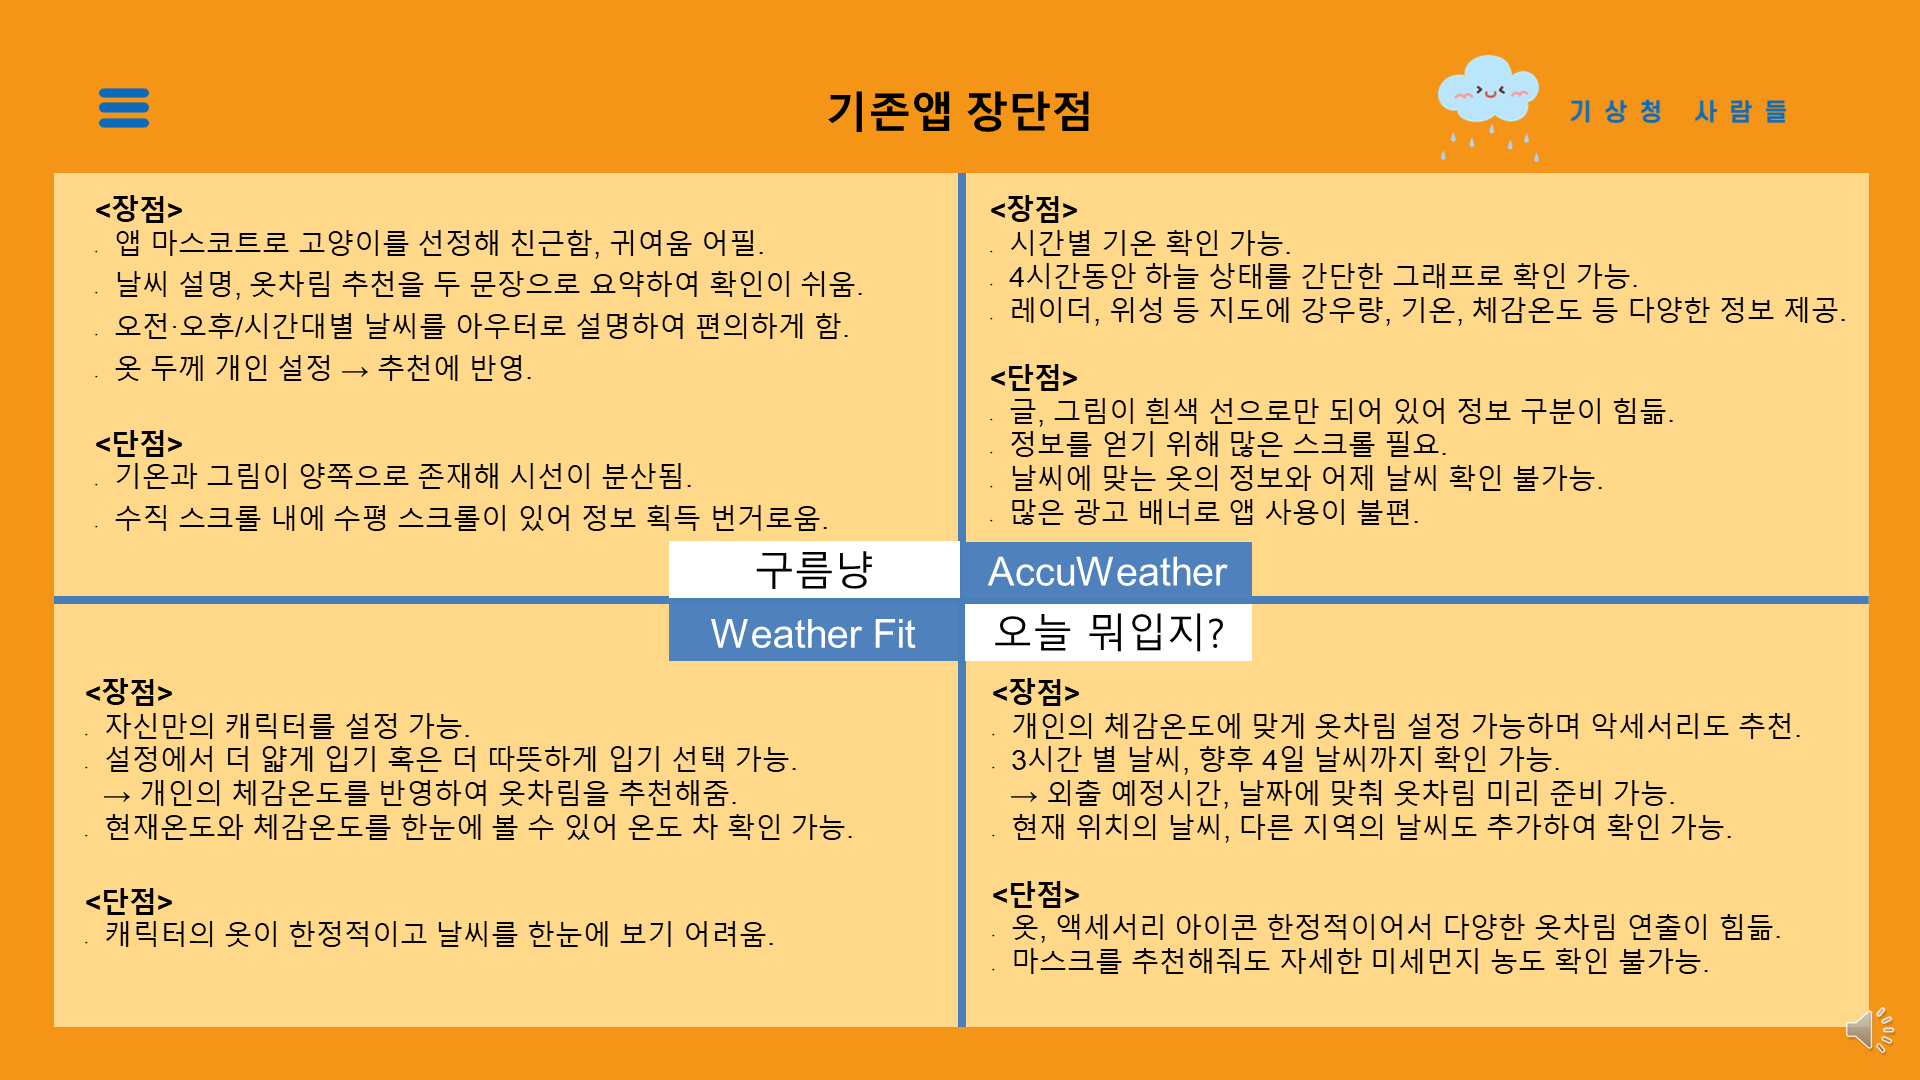 기존앱 장단점
기상청 사람들
<장점>
· 앱 마스코트로 고양이를 선정해 친근함, 귀여움 어필.
· 날씨 설명, 옷차림 추천을 두 문장으로 요약하여 확인이 쉬움.
· 오전·오후/시간대별 날씨를 아우터로 설명하여 편의하게 함.
· 옷 두께 개인 설정 → 추천에 반영.
<단점>
· 기온과 그림이 양쪽으로 존재해 시선이 분산됨.
· 수직 스크롤 내에 수평 스크롤이 있어 정보 획득 번거로움.
구름냥
<장점>
· 시간별 기온 확인 가능.
· 4시간동안 하늘 상태를 간단한 그래프로 확인 가능.
· 레이더, 위성 등 지도에 강우량, 기온, 체감온도 등 다양한 정보 제공.
<단점>
· 글, 그림이 흰색 선으로만 되어 있어 정보 구분이 힘듦.
· 정보를 얻기 위해 많은 스크롤 필요.
· 날씨에 맞는 옷의 정보와 어제 날씨 확인 불가능.
· 많은 광고 배너로 앱 사용이 불편.
AccuWeather
Weather Fit
<장점>
· 자신만의 캐릭터를 설정 가능.
· 설정에서 더 얇게 입기 혹은 더 따뜻하게 입기 선택 가능.
→ 개인의 체감온도를 반영하여 옷차림을 추천해줌.
· 현재온도와 체감온도를 한눈에 볼 수 있어 온도 차 확인 가능.
<단점>
· 캐릭터의 옷이 한정적이고 날씨를 한눈에 보기 어려움.
오늘 뭐입지?
<장점>
· 개인의 체감온도에 맞게 옷차림 설정 가능하며 악세서리도 추천.
· 3시간 별 날씨, 향후 4일 날씨까지 확인 가능.
→ 외출 예정시간, 날짜에 맞춰 옷차림 미리 준비 가능.
· 현재 위치의 날씨, 다른 지역의 날씨도 추가하여 확인 가능.
<단점>
· 옷, 액세서리 아이콘 한정적이어서 다양한 옷차림 연출이 힘듦.
· 마스크를 추천해줘도 자세한 미세먼지 농도 확인 불가능.